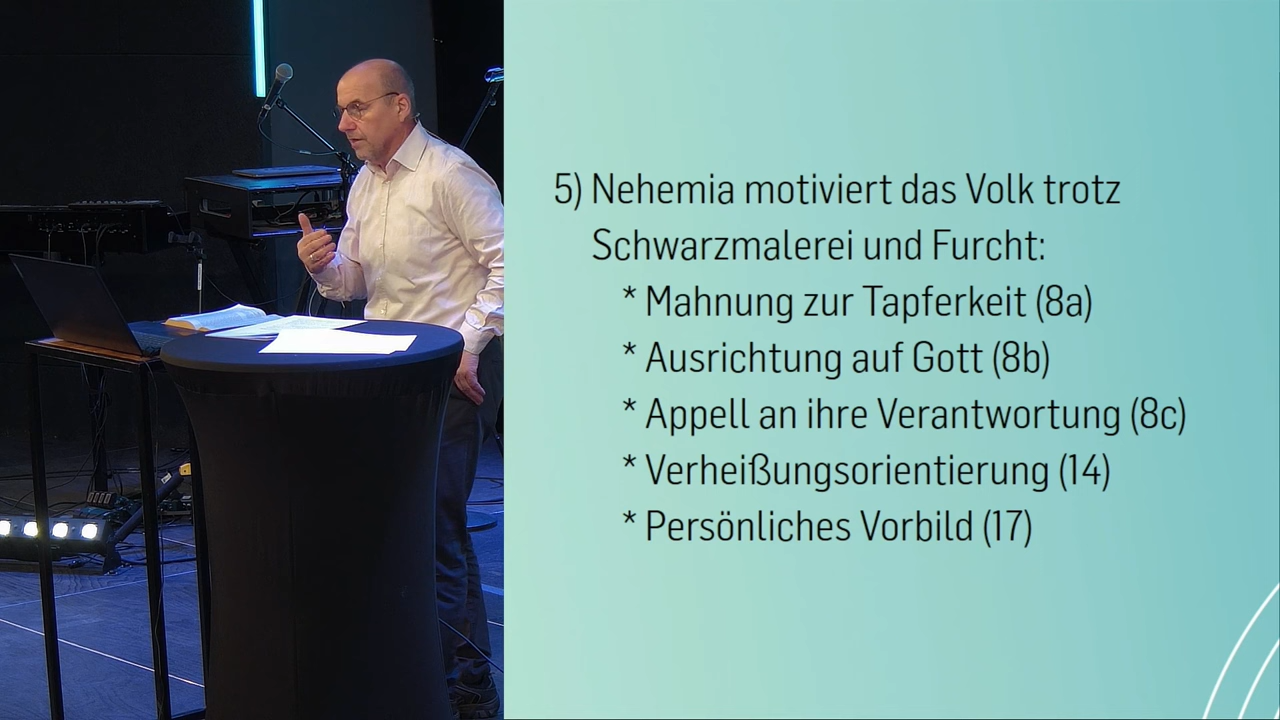 5) Nehemia motiviert das Volk trotz
Schwarzmalerei und Furcht:
* Mahnung zur Tapferkeit (8a)
* Ausrichtung auf Gott (8b)
* Appell an ihre Verantwortung (8c)
* Verheißungsorientierung (14)
* Persönliches Vorbild (17)